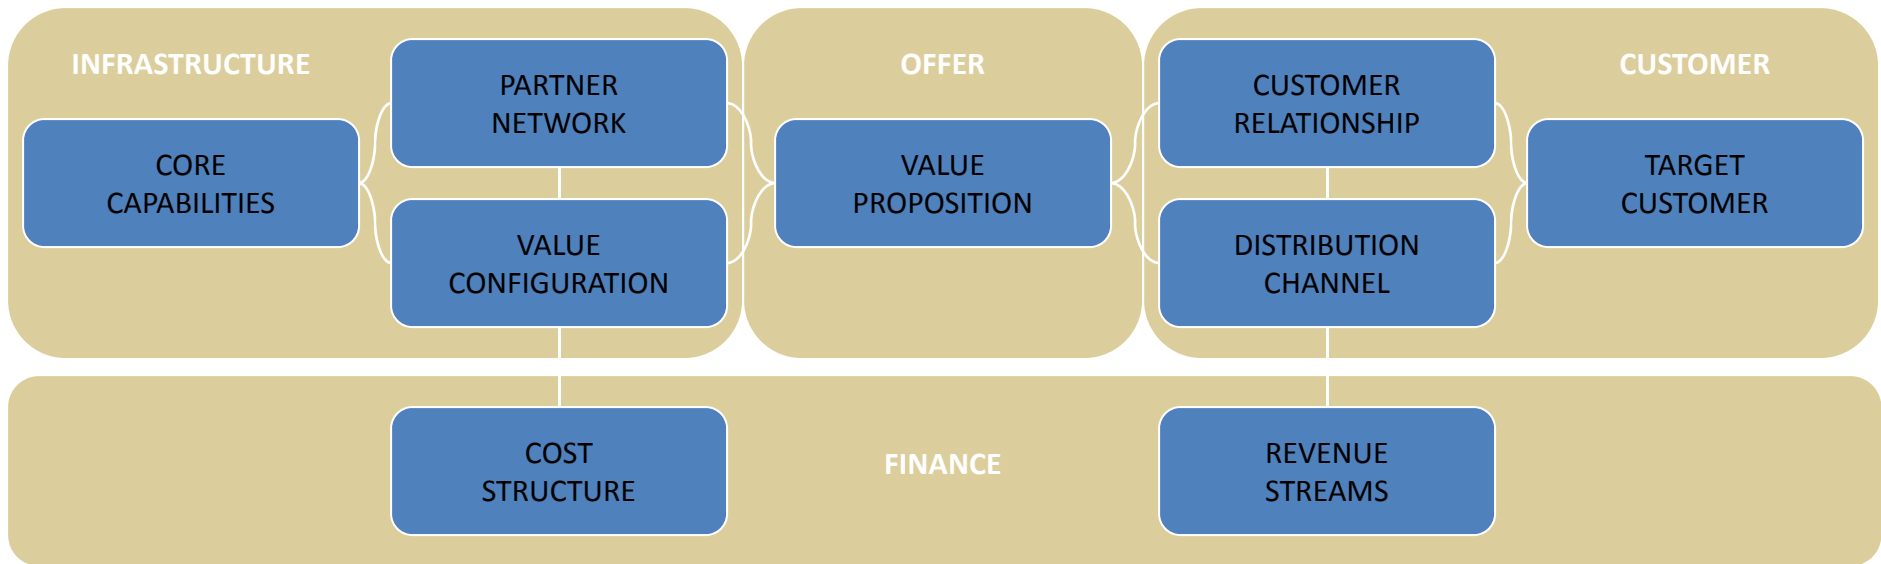 INFRASTRUCTURE
PARTNER
NETWORK
CORE
CAPABILITIES
VALUE
CONFIGURATION
OFFER
VALUE
PROPOSITION
CUSTOMER
CUSTOMER
RELATIONSHIP
DISTRIBUTION
CHANNEL
TARGET
CUSTOMER
COST
STRUCTURE
FINANCE
REVENUE
STREAMS